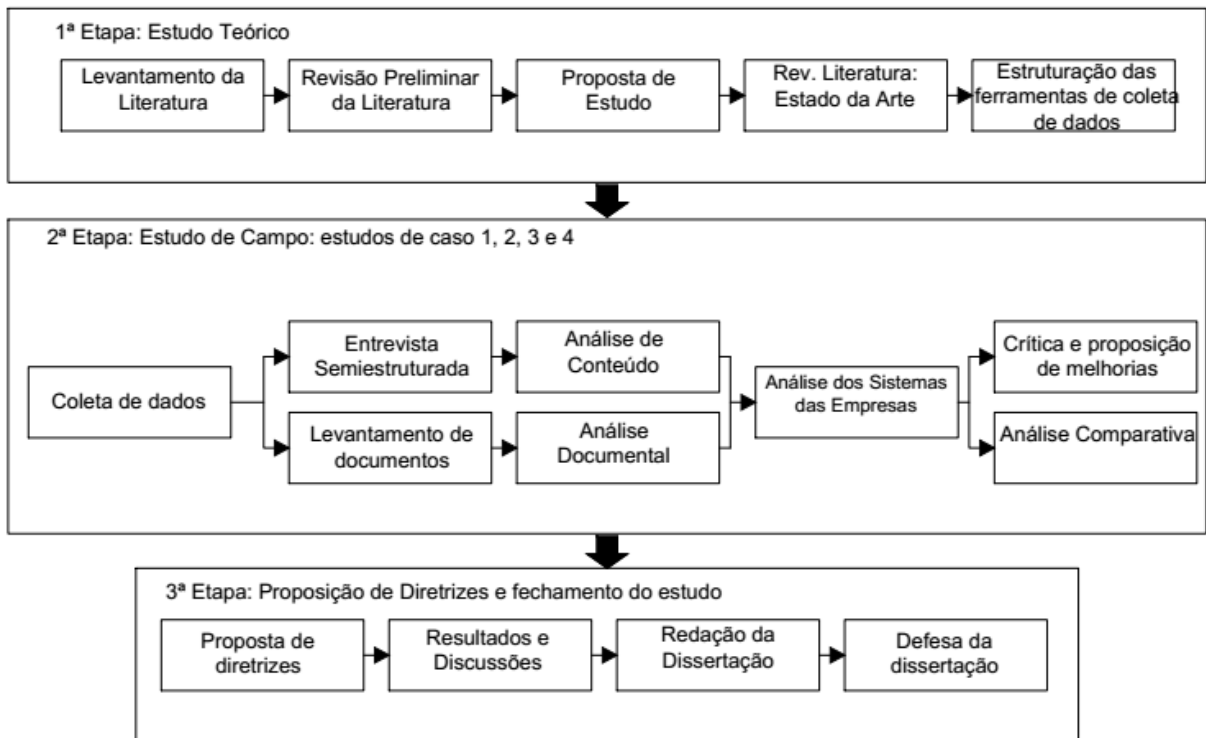 1ª Etapa: Estudo Teórico
Levantamento da
Literatura
Revisão Preliminar
da Literatura
Proposta de
Estudo
Rev. Literatura:
Estado da Arte
Estruturação das
ferramentas de coleta
de dados
2ª Etapa: Estudo de Campo: estudos de caso 1, 2, 3 e 4
Coleta de dados
Entrevista
Semiestruturada
Análise de
Conteúdo
Levantamento de
documentos
Análise
Documental
Análise dos Sistemas
das Empresas
Crítica e proposição
de melhorias
Análise Comparativa
3ª Etapa: Proposição de Diretrizes e fechamento do estudo
Proposta de
diretrizes
Resultados e
Discussões
Redação da
Dissertação
Defesa da
dissertação